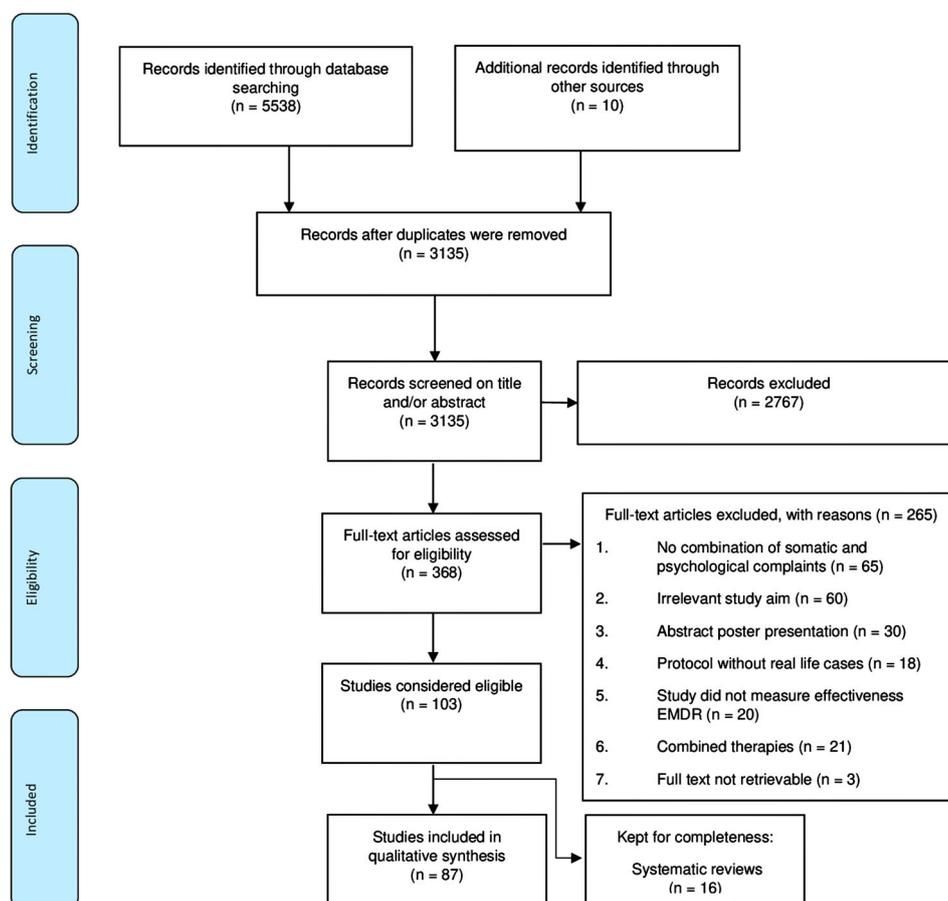 Identification
Records identified through database
searching
(n = 5538)
Additional records identified through
other sources
(n = 10)
Records after duplicates were removed
(n = 3135)
Screening
Records screened on title
and/or abstract
(n = 3135)
Records excluded
(n = 2767)
Eligibility
Full-text articles assessed
for eligibility
(n = 368)
Full-text articles excluded, with reasons (n = 265)
1. No combination of somatic and
psychological complaints (n = 65)
2. Irrelevant study aim (n = 60)
3. Abstract poster presentation (n = 30)
4. Protocol without real life cases (n = 18)
5. Study did not measure effectiveness
EMDR (n = 20)
6. Combined therapies (n = 21)
7. Full text not retrievable (n = 3)
Studies considered eligible
(n = 103)
Included
Studies included in
qualitative synthesis
(n = 87)
Kept for completeness:
Systematic reviews
(n = 16)